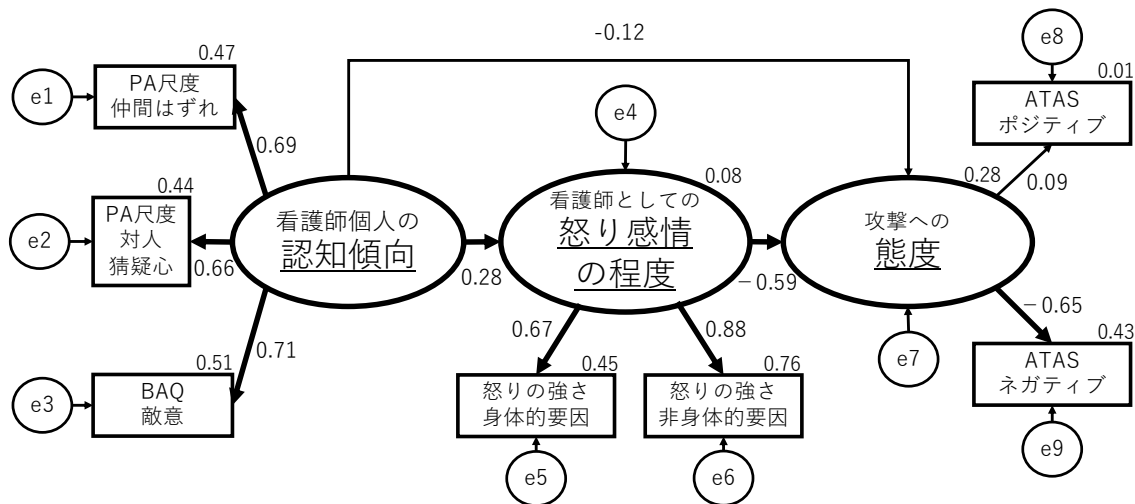 -0.12
e8
0.47
0.01
e1
PA尺度
仲間はずれ
ATAS
ポジティブ
e4
0.69
0.08
0.28
0.09
0.44
e2
PA尺度
対人
猜疑心
0.66
看護師個人の
認知傾向
0.28
看護師としての
怒り感情
の程度
−0.59
攻撃への
態度
0.71
0.67
0.88
−0.65
0.51
0.45
0.76
e7
0.43
e3
BAQ
敵意
怒りの強さ
身体的要因
怒りの強さ
非身体的要因
ATAS
ネガティブ
e5
e6
e9